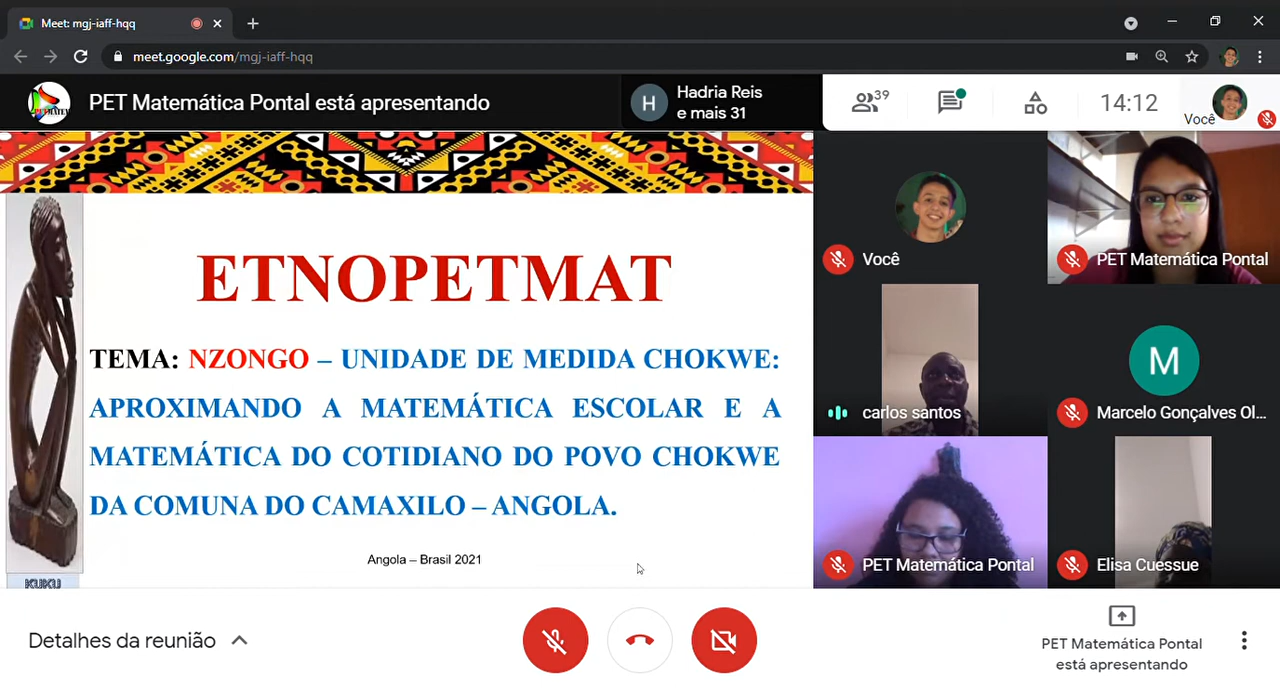 Meet: mgj-iaff-hqq
meet.google.com/mgj-iaff-hqq
PET Matemática Pontal está apresentando
H
Hadria Reis
e mais 31
39
14:12
Você
ETNOPETMAT
TEMA: NZONGO – UNIDADE DE MEDIDA CHOKWE:
APROXIMANDO A MATEMÁTICA ESCOLAR E A
MATEMÁTICA DO COTIDIANO DO POVO CHOKWE
DA COMUNA DO CAMAXILO – ANGOLA.
Angola – Brasil 2021
KUKU
Você
PET Matemática Pontal
carlos santos
M
Marcelo Gonçalves Ol...
PET Matemática Pontal
Elisa Cuessue
Detalhes da reunião
PET Matemática Pontal
está apresentando